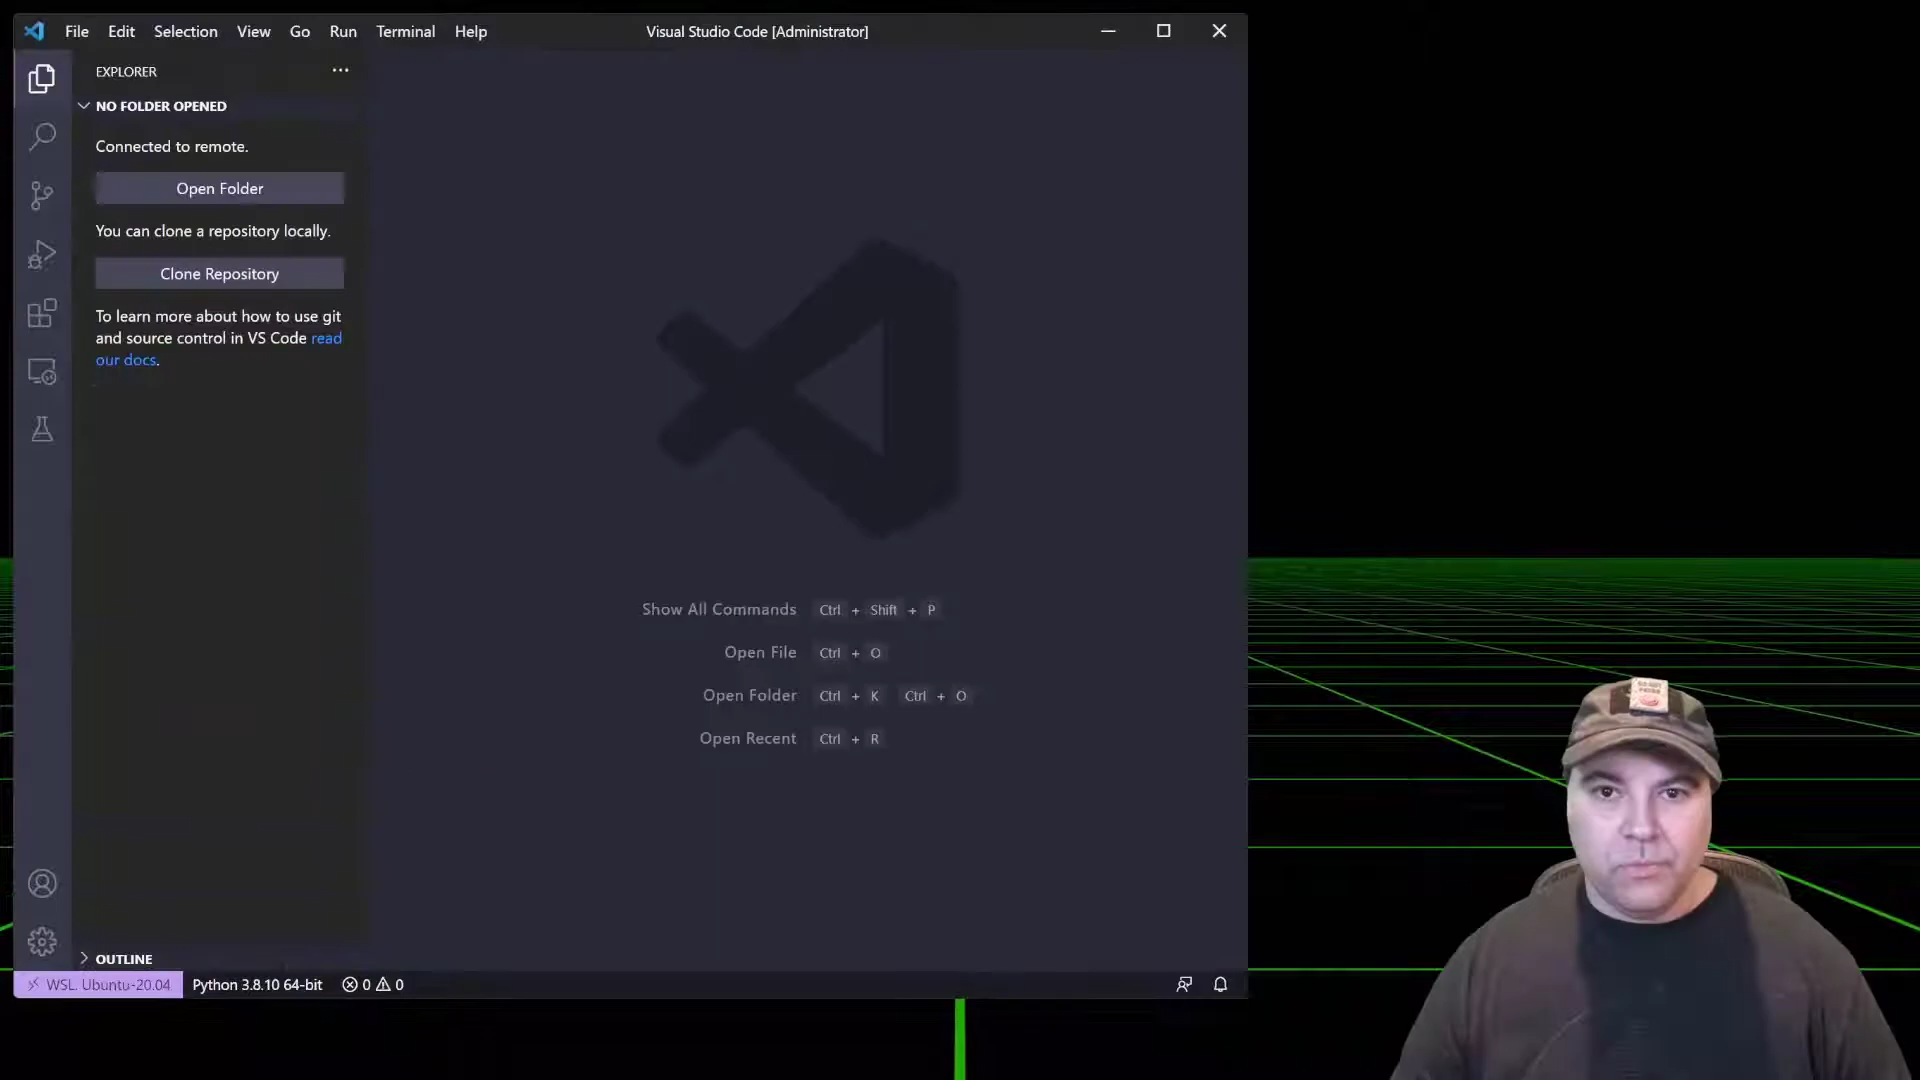 File Edit Selection View Go Run Terminal Help
Visual Studio Code [Administrator]
EXPLORER
NO FOLDER OPENED
Connected to remote.
Open Folder
You can clone a repository locally.
Clone Repository
To learn more about how to use git
and source control in VS Code read
our docs.
Show All Commands Ctrl + Shift + P
Open File Ctrl + O
Open Folder Ctrl + K Ctrl + O
Open Recent Ctrl + R
OUTLINE
WSL: Ubuntu-20.04 Python 3.8.10 64-bit 0 0